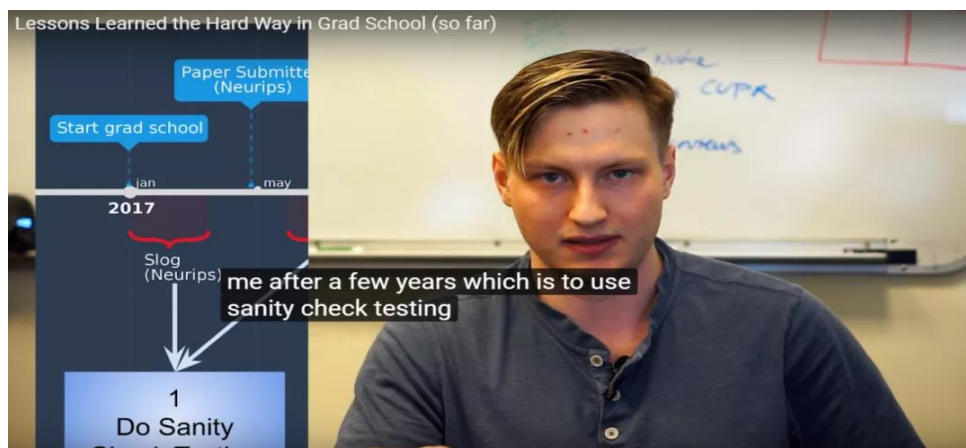 Lessons Learned the Hard Way in Grad School (so far)
Paper Submitte
(Neurips)
Start grad school
jan
may
2017
Slog
(Neurips)
me after a few years which is to use
sanity check testing
1
Do Sanity
CVPR